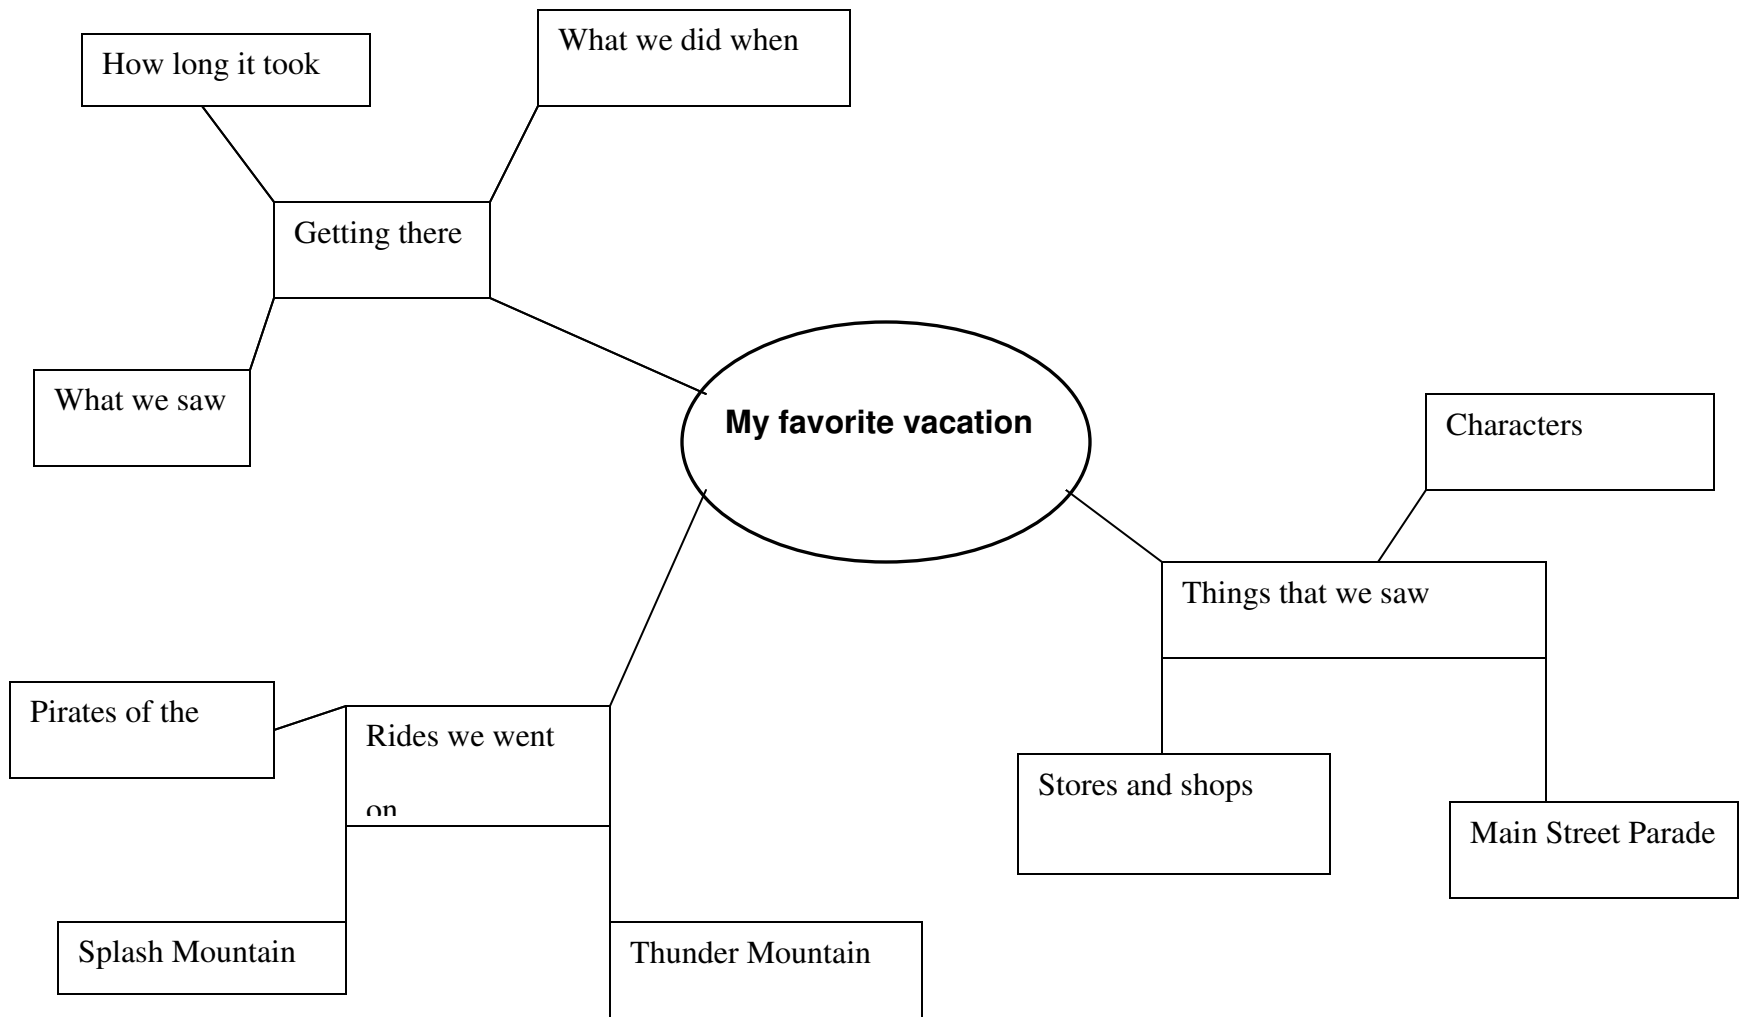 What we did when
How long it took
Getting there
What we saw
My favorite vacation
Characters
Things that we saw
Pirates of the
Rides we went
on
Stores and shops
Main Street Parade
Splash Mountain
Thunder Mountain